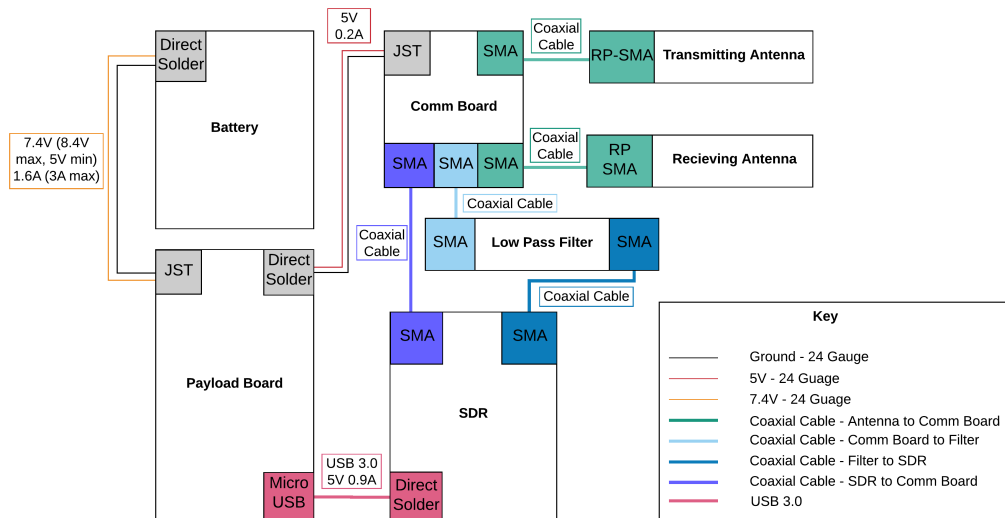 5V
0.2A
Direct
Solder
Battery
7.4V (8.4V
max, 5V min)
1.6A (3A max)
JST
SMA
Comm Board
SMA
SMA
SMA
Coaxial
Cable
RP-SMA
Transmitting Antenna
Coaxial
Cable
RP
SMA
Recieving Antenna
Coaxial Cable
Coaxial
Cable
SMA
Low Pass Filter
SMA
Coaxial Cable
JST
Direct
Solder
Payload Board
Micro
USB
USB 3.0
5V 0.9A
SMA
SMA
SDR
Direct
Solder
Key
Ground - 24 Gauge
5V - 24 Guage
7.4V - 24 Guage
Coaxial Cable - Antenna to Comm Board
Coaxial Cable - Comm Board to Filter
Coaxial Cable - Filter to SDR
Coaxial Cable - SDR to Comm Board
USB 3.0